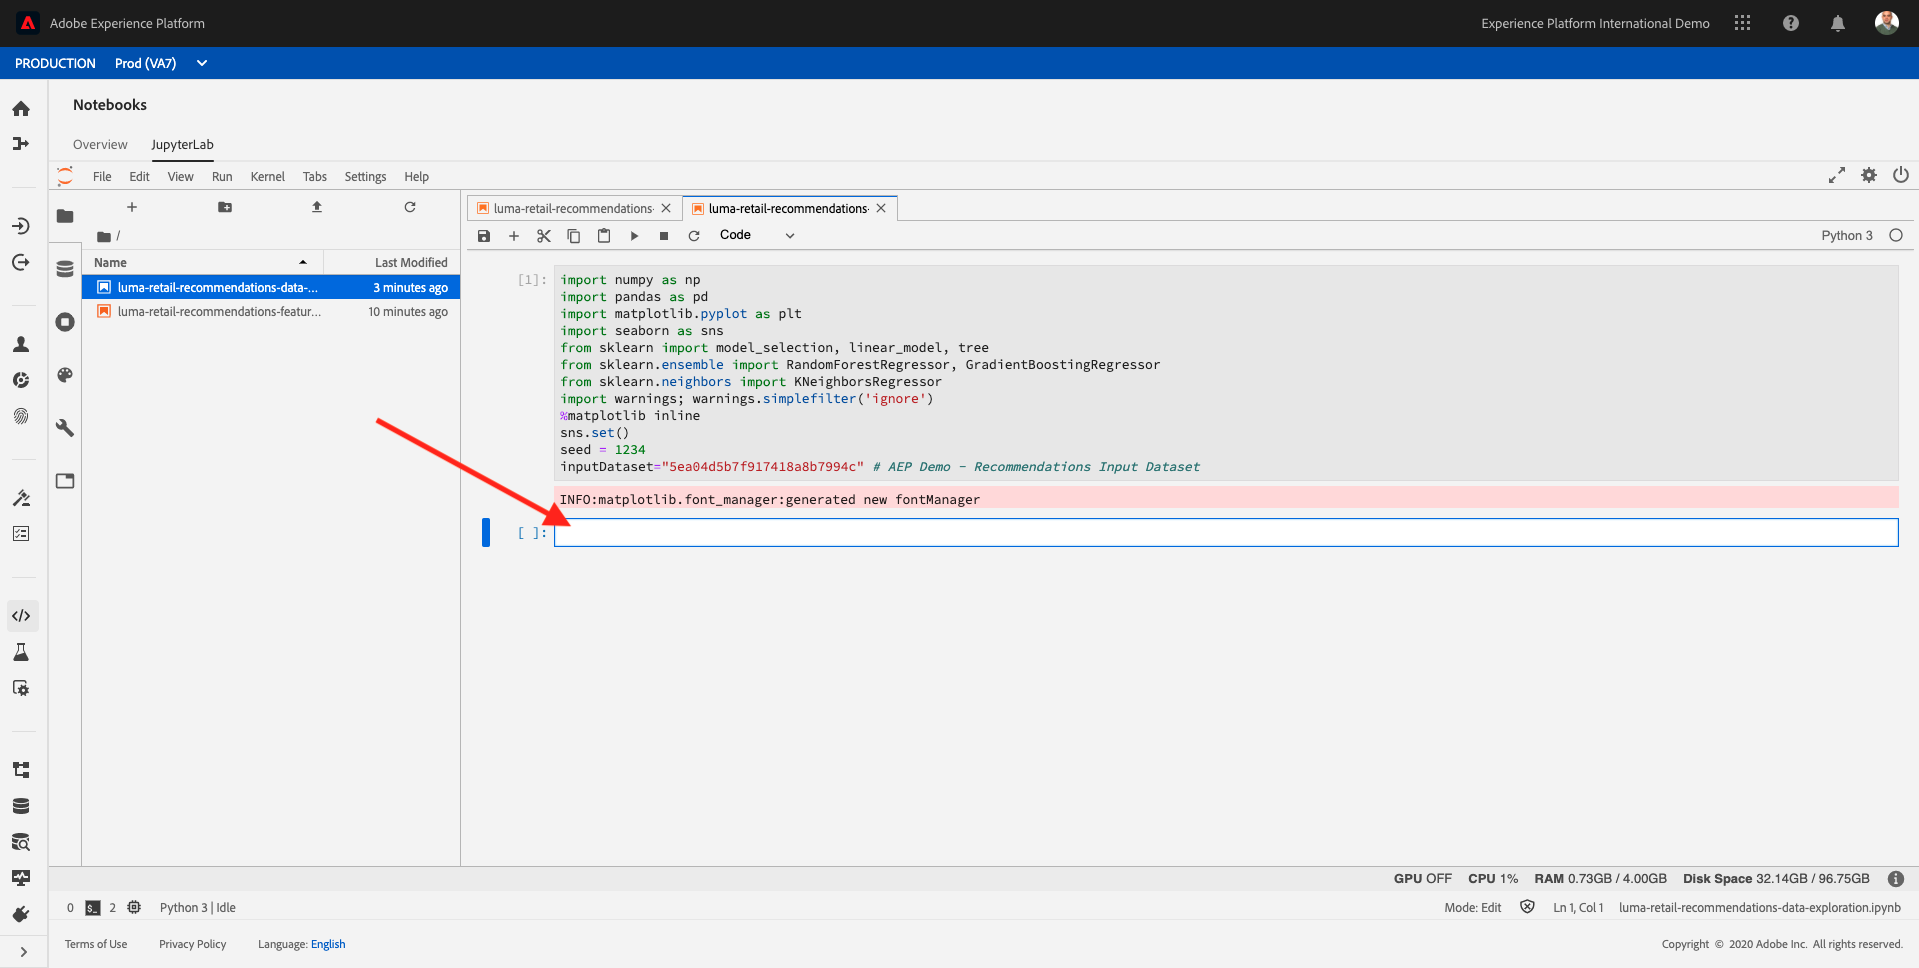 Adobe Experience Platform
Experience Platform International Demo
PRODUCTION Prod (VA7)
Notebooks
Overview JupyterLab
File Edit View Run Kernel Tabs Settings Help
luma-retail-recommendations- luma-retail-recommendations-
/
Code
Python 3
Name Last Modified
luma-retail-recommendations-data-... 3 minutes ago
luma-retail-recommendations-featur... 10 minutes ago
[1]:
import numpy as np
import pandas as pd
import matplotlib.pyplot as plt
import seaborn as sns
from sklearn import model_selection, linear_model, tree
from sklearn.ensemble import RandomForestRegressor, GradientBoostingRegressor
from sklearn.neighbors import KNeighborsRegressor
import warnings; warnings.simplefilter('ignore')
%matplotlib inline
sns.set()
seed = 1234
inputDataset="5ea04d5b7f917418a8b7994c" # AEP Demo - Recommendations Input Dataset
INFO:matplotlib.font_manager:generated new fontManager
[ ]:
GPU OFF CPU 1% RAM 0.73GB / 4.00GB Disk Space 32.14GB / 96.75GB
0 $_ 2 Python 3 | Idle
Mode: Edit Ln 1, Col 1 luma-retail-recommendations-data-exploration.ipynb
Terms of Use Privacy Policy Language: English
Copyright © 2020 Adobe Inc. All rights reserved.